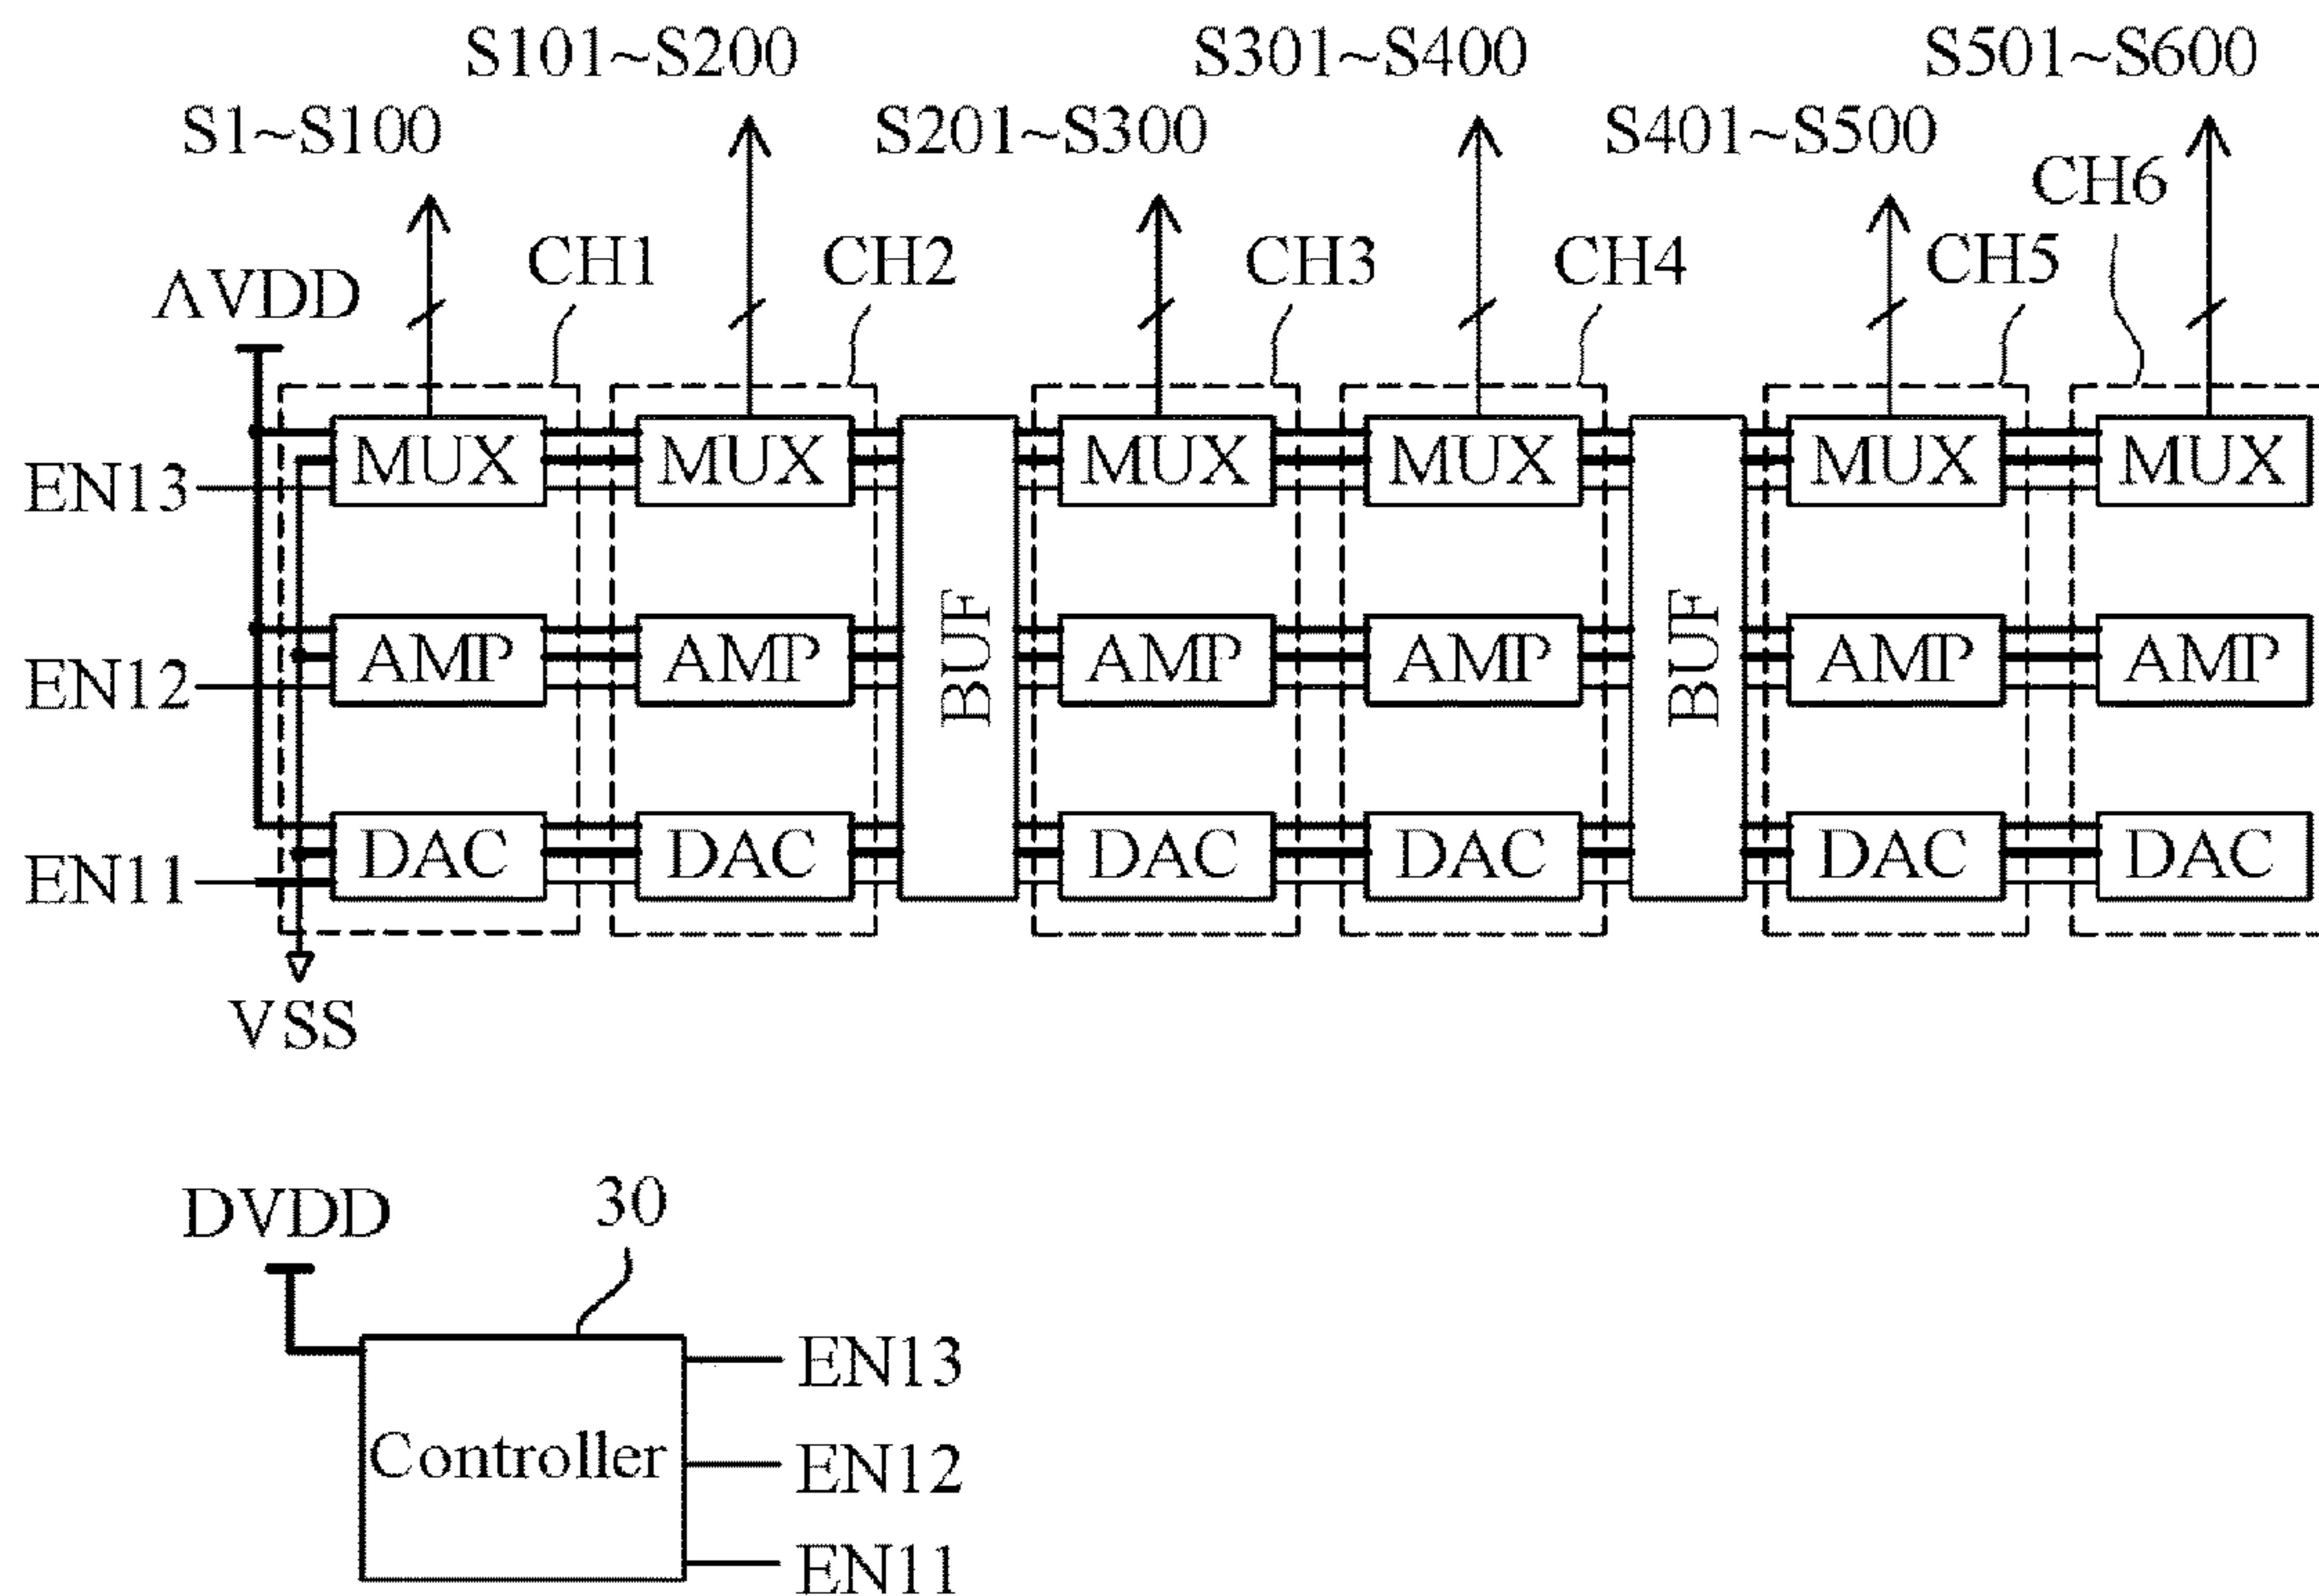 S101~S200 S301~S400 S501~S600
S1~S100 S201~S300 S401~S500
CH6
CH1 CH2 CH3 CH4 CH5
AVDD
MUX MUX MUX MUX MUX MUX
EN13
BUF BUF
AMP AMP AMP AMP AMP AMP
EN12
DAC DAC DAC DAC DAC DAC
EN11
VSS
DVDD 30
EN13
Controller EN12
EN11